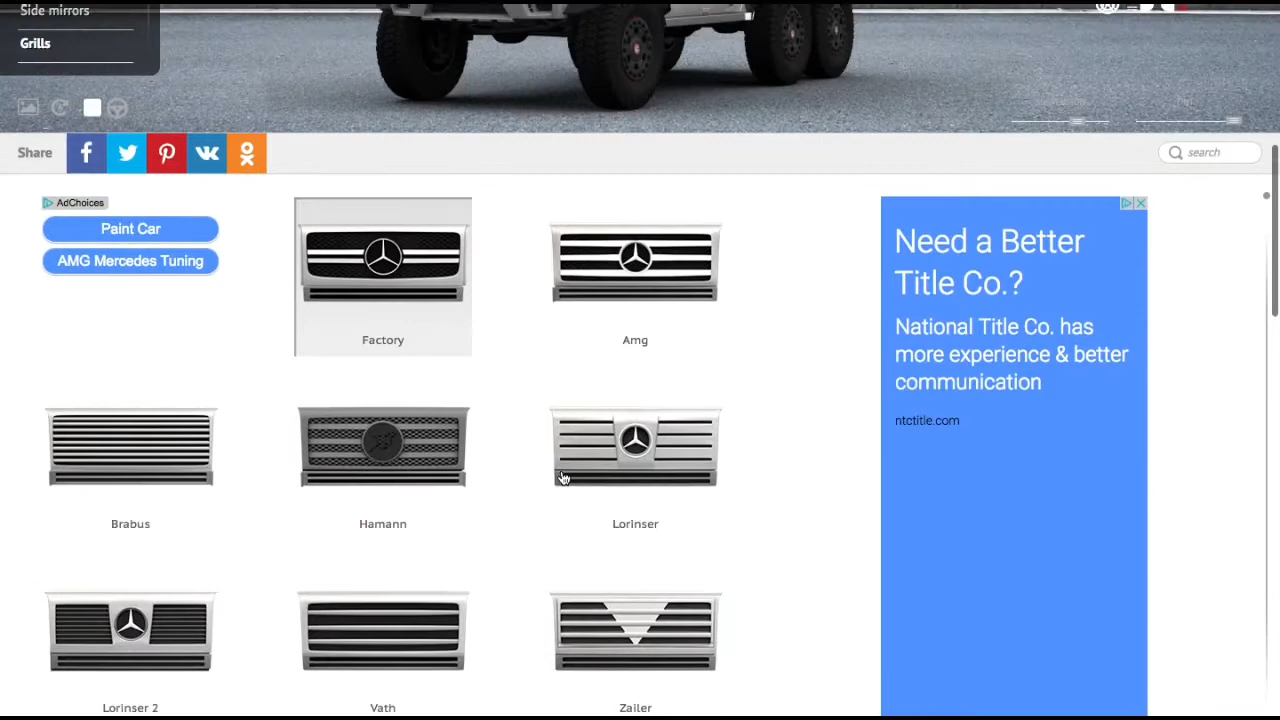 Side mirrors
Grills
Share
search
AdChoices
Paint Car
AMG Mercedes Tuning
Factory
Amg
Need a Better
Title Co.?
National Title Co. has
more experience & better
communication
ntctitle.com
Brabus
Hamann
Lorinser
Lorinser 2
Vath
Zailer